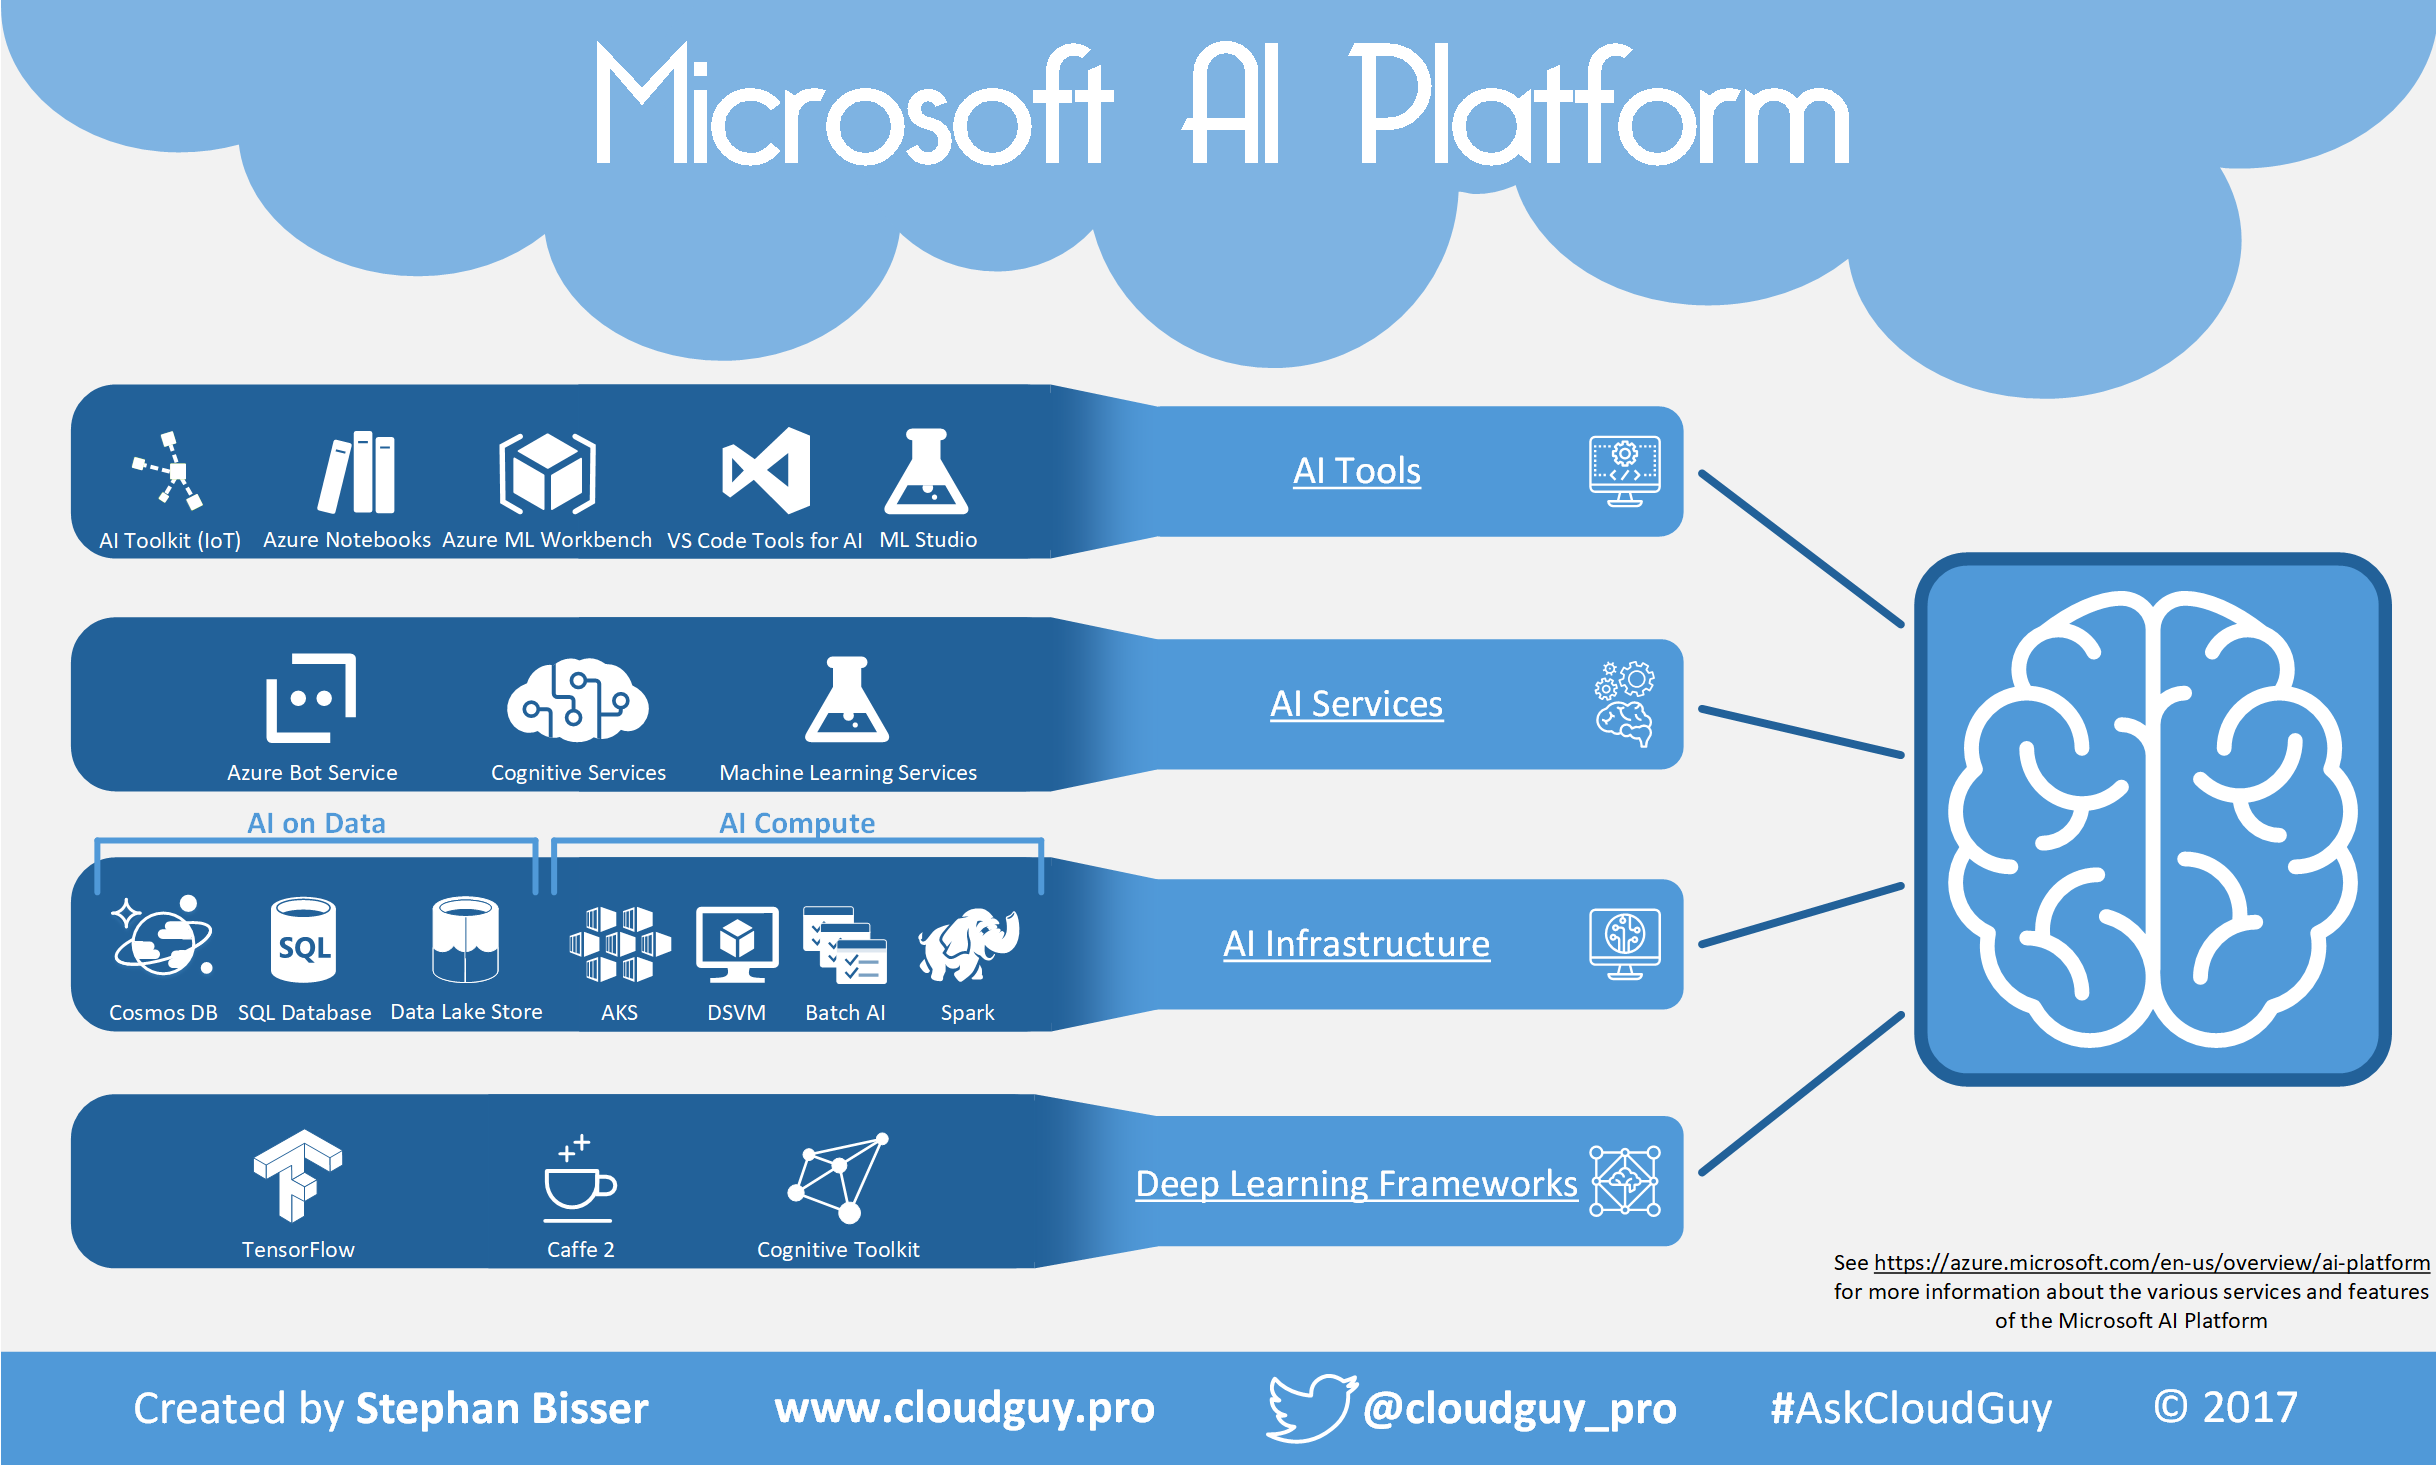 Microsoft AI Platform
AI Toolkit (IoT)
Azure Notebooks
Azure ML Workbench
VS Code Tools for AI
ML Studio
AI Tools
Azure Bot Service
Cognitive Services
Machine Learning Services
AI Services
AI on Data
AI Compute
SQL
Cosmos DB
SQL Database
Data Lake Store
AKS
DSVM
Batch AI
Spark
AI Infrastructure
TensorFlow
Caffe 2
Cognitive Toolkit
Deep Learning Frameworks
See https://azure.microsoft.com/en-us/overview/ai-platform
for more information about the various services and features
of the Microsoft AI Platform
Created by Stephan Bisser
www.cloudguy.pro
@cloudguy_pro
#AskCloudGuy
© 2017